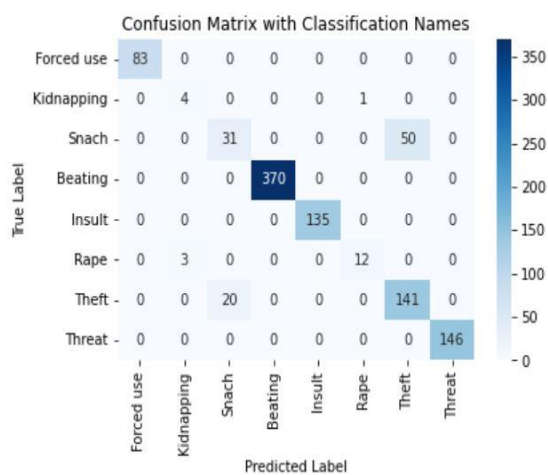 Confusion Matrix with Classification Names
Forced use 83 0 0 0 0 0 0 0
Kidnapping 0 4 0 0 0 1 0 0
Snach 0 0 31 0 0 0 50 0
Beating 0 0 0 370 0 0 0 0
Insult 0 0 0 0 135 0 0 0
Rape 0 3 0 0 0 12 0 0
Theft 0 0 20 0 0 0 141 0
Threat 0 0 0 0 0 0 0 146
True Label
Forced use Kidnapping Snach Beating Insult Rape Theft Threat
Predicted Label
350
300
250
200
150
100
50
0